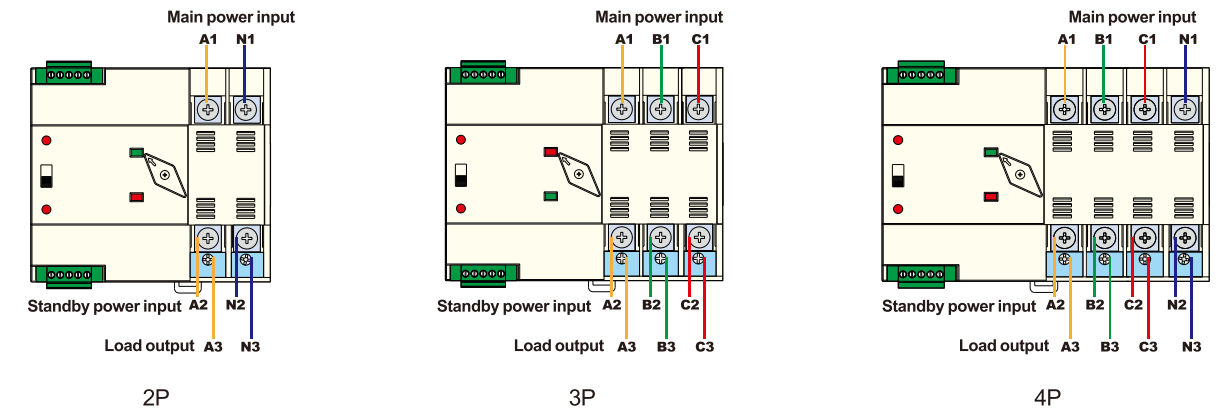 Main power input
A1 N1
Standby power input A2 N2
Load output A3 N3
2P
Main power input
A1 B1 C1
Standby power input A2 B2 C2
Load output A3 B3 C3
3P
Main power input
A1 B1 C1 N1
Standby power input A2 B2 C2 N2
Load output A3 B3 C3 N3
4P